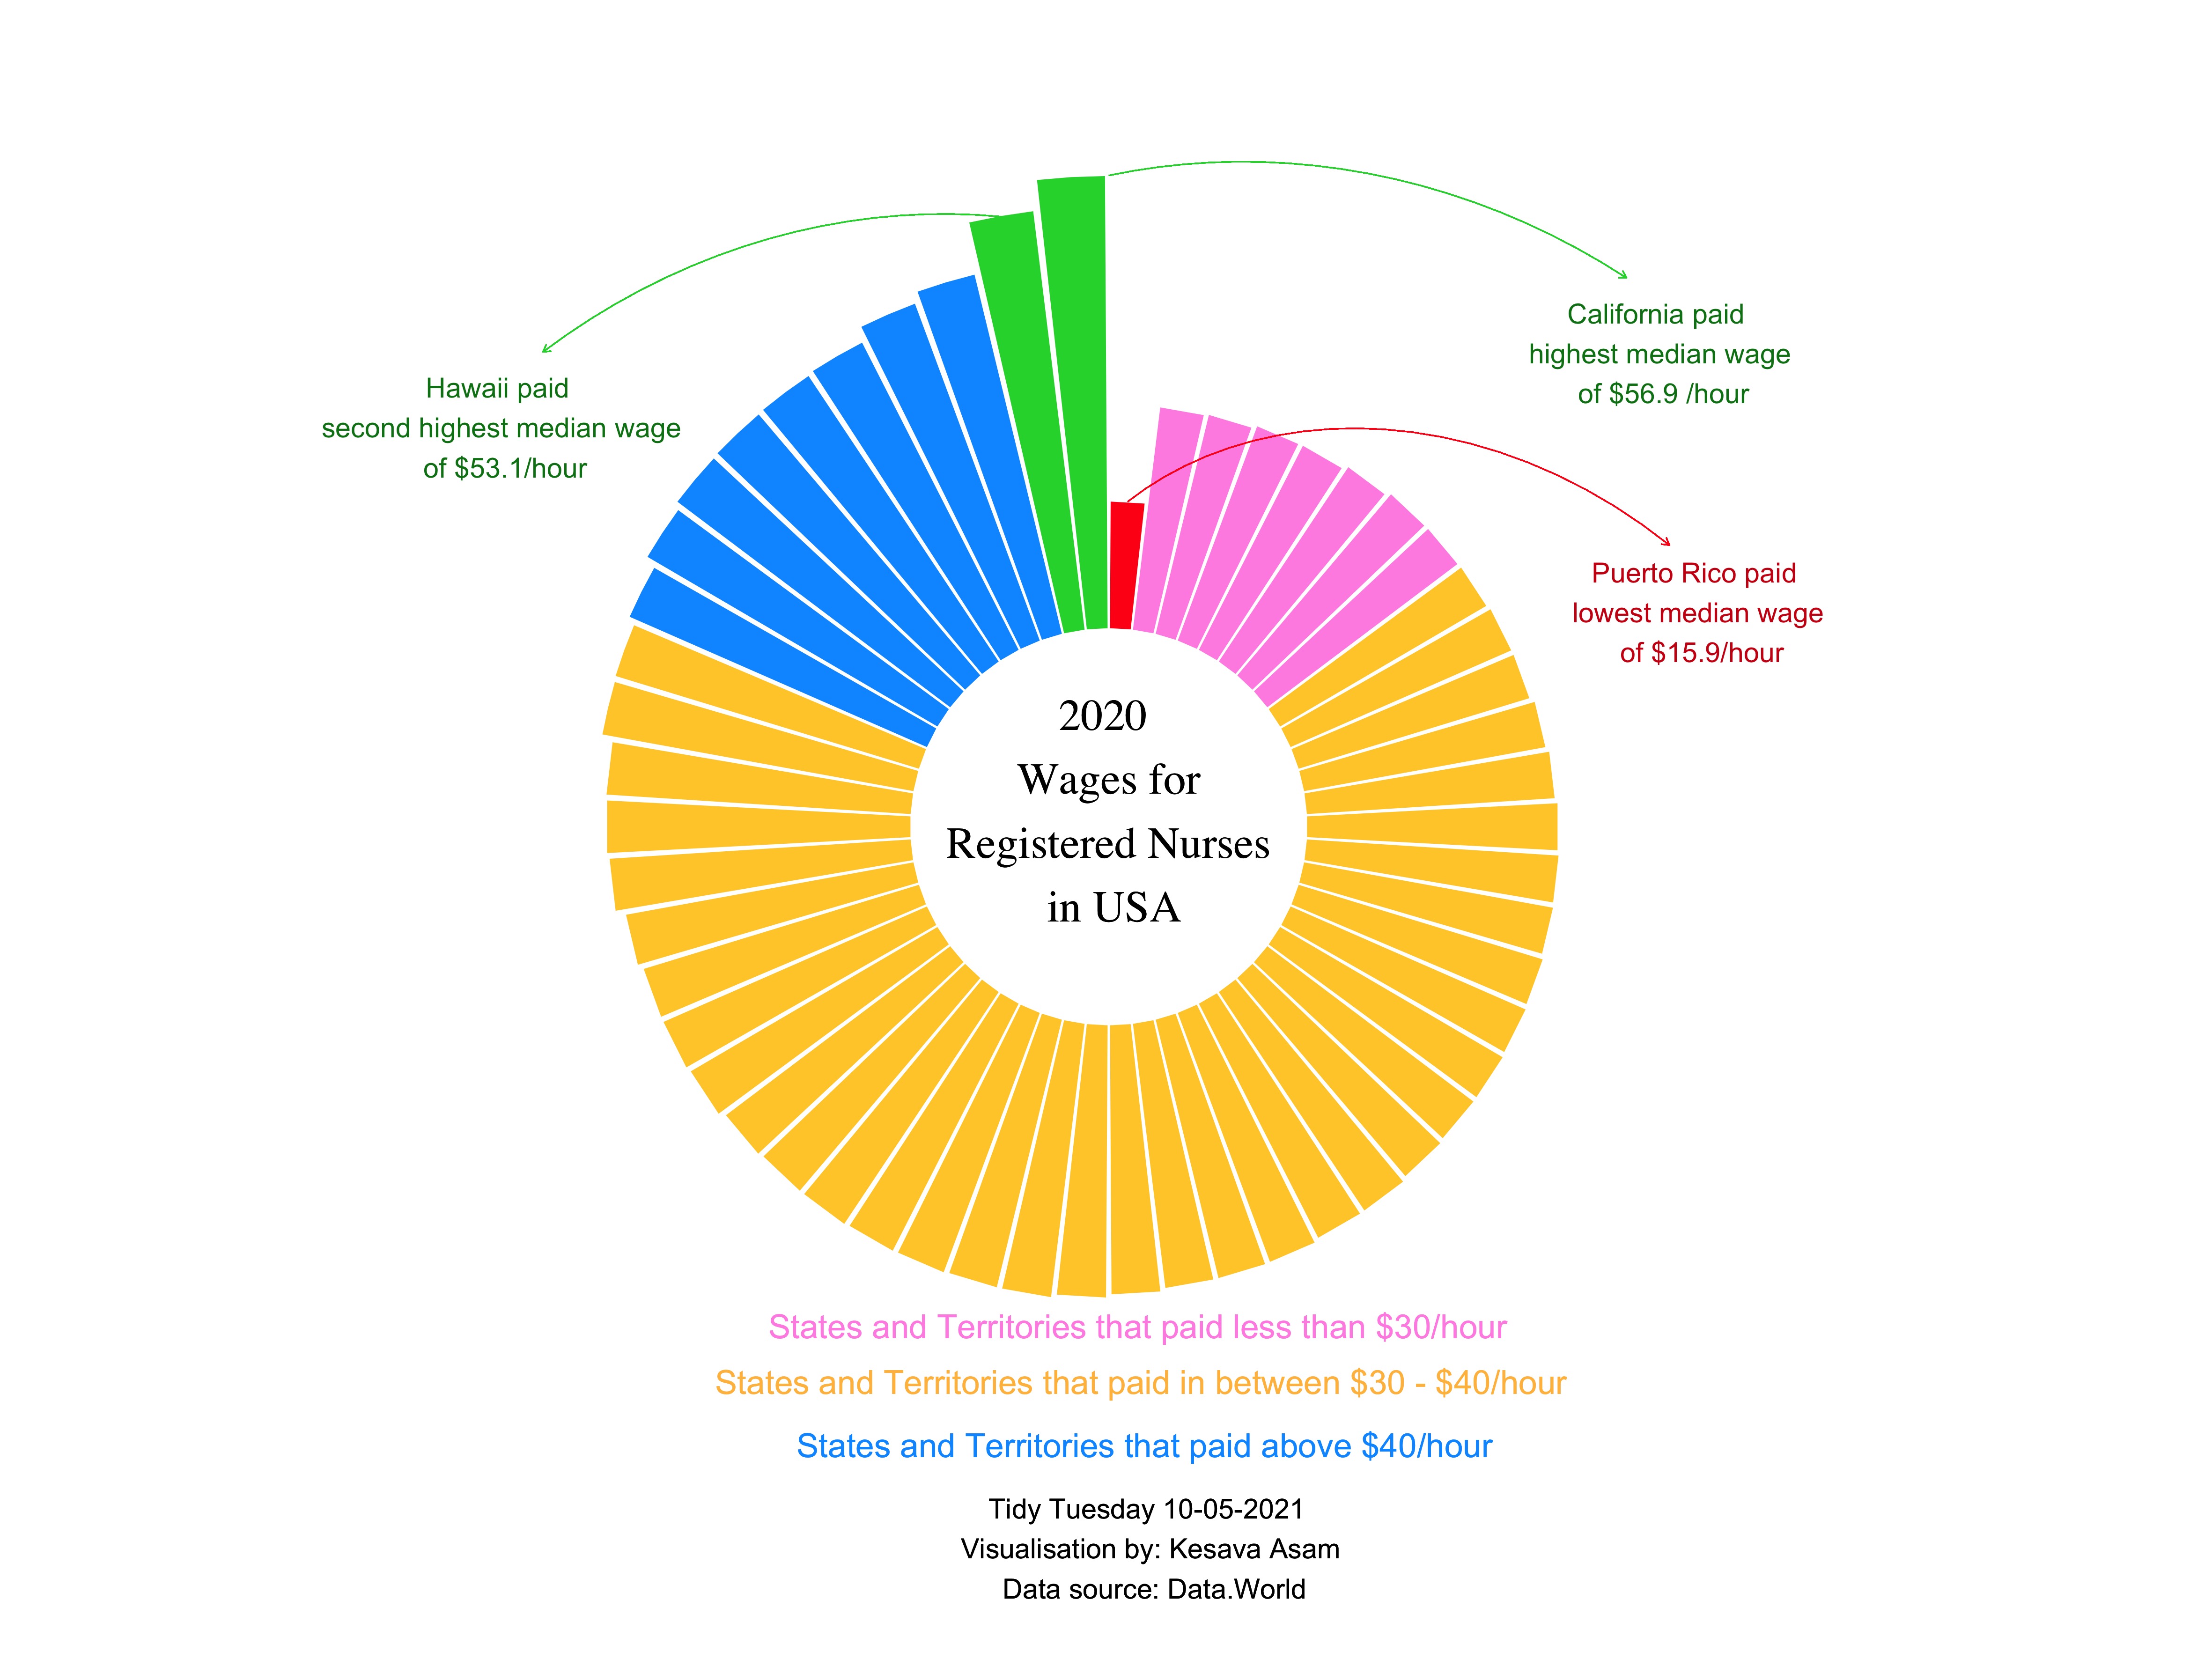 Hawaii paid
second highest median wage
of $53.1/hour
California paid
highest median wage
of $56.9 /hour
Puerto Rico paid
lowest median wage
of $15.9/hour
2020
Wages for
Registered Nurses
in USA
States and Territories that paid less than $30/hour
States and Territories that paid in between $30 - $40/hour
States and Territories that paid above $40/hour
Tidy Tuesday 10-05-2021
Visualisation by: Kesava Asam
Data source: Data.World